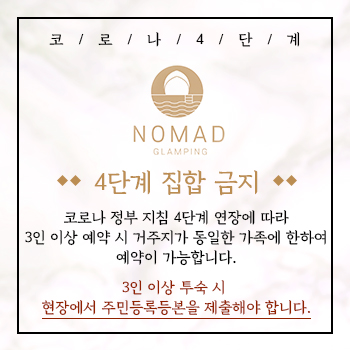 코 / 로 / 나 / 4 / 단 / 계
NOMAD
GLAMPING
4단계 집합 금지
코로나 정부 지침 4단계 연장에 따라
3인 이상 예약 시 거주지가 동일한 가족에 한하여
예약이 가능합니다.
3인 이상 투숙 시
현장에서 주민등록등본을 제출해야 합니다.